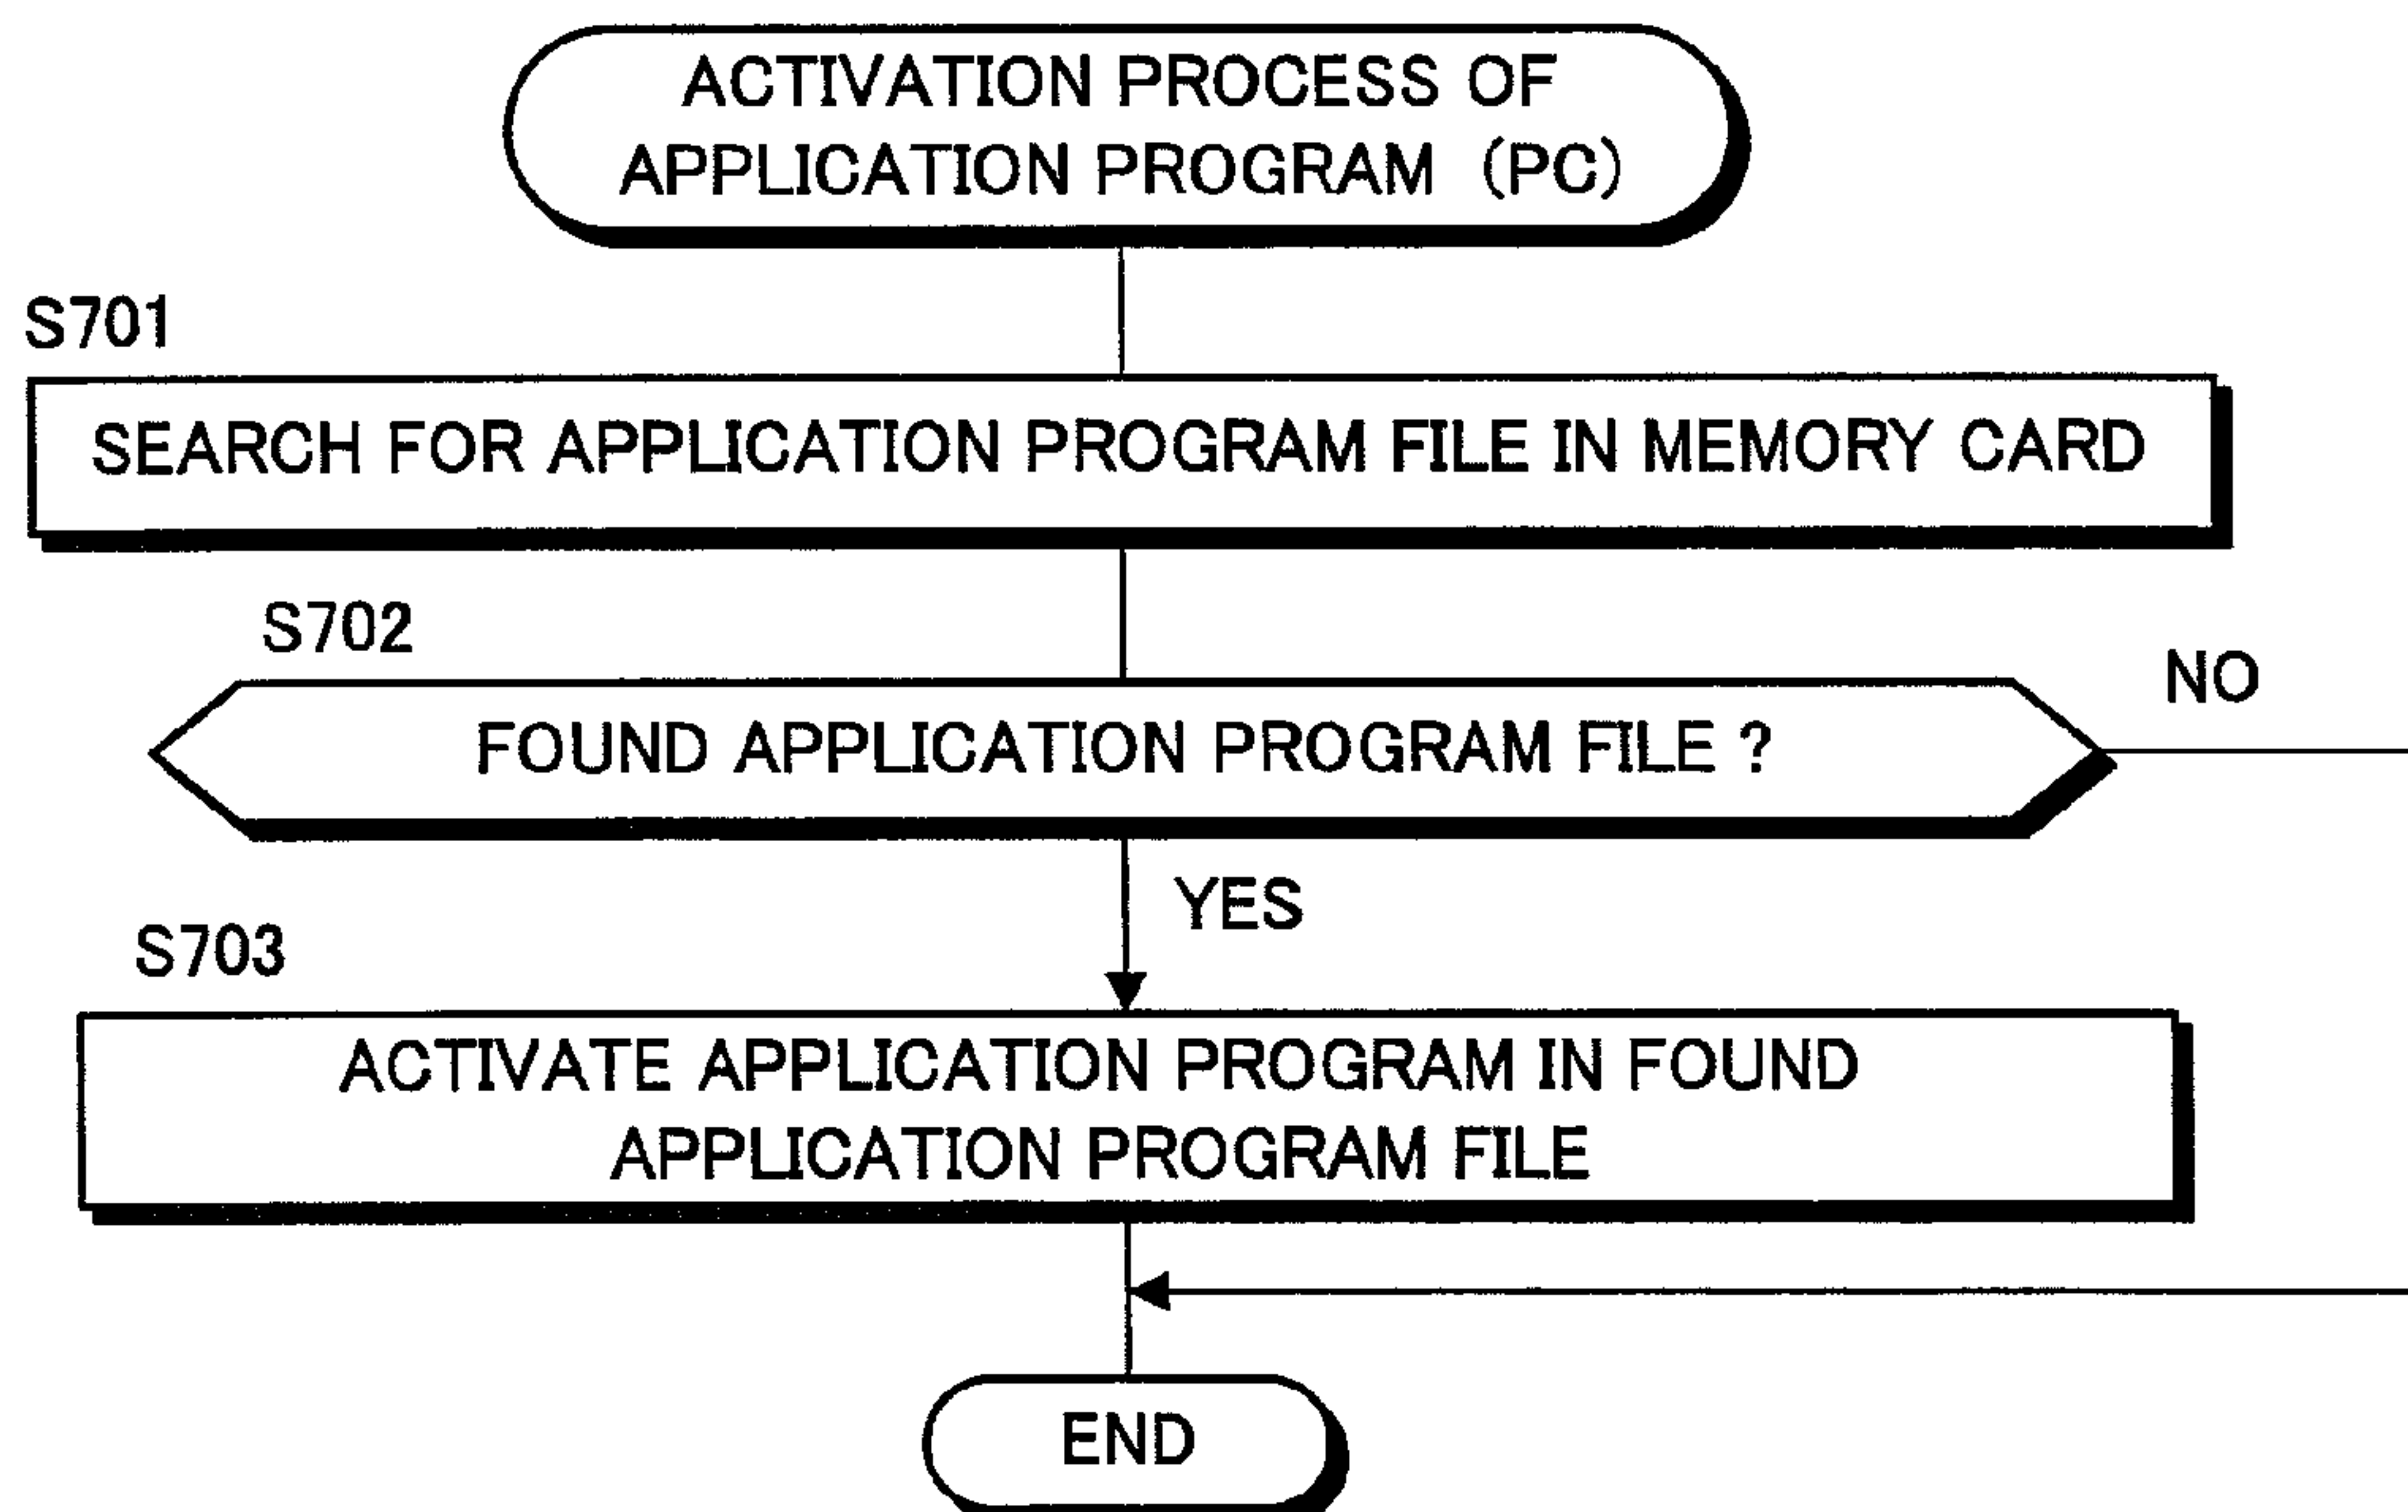 ACTIVATION PROCESS OF
APPLICATION PROGRAM (PC)
S701
SEARCH FOR APPLICATION PROGRAM FILE IN MEMORY CARD
S702
NO
FOUND APPLICATION PROGRAM FILE ?
YES
S703
ACTIVATE APPLICATION PROGRAM IN FOUND
APPLICATION PROGRAM FILE
END